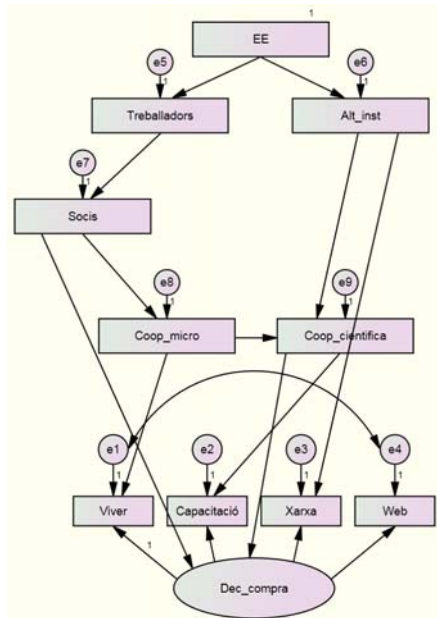 1
EE
e5
e6
1
1
Treballadors
Alt_inst
e7
1
Socis
e8
e9
1
1
Coop_micro
Coop_cientifica
e1
e2
e3
e4
1
1
1
1
Viver
Capacitació
Xarxa
Web
1
Dec_compra